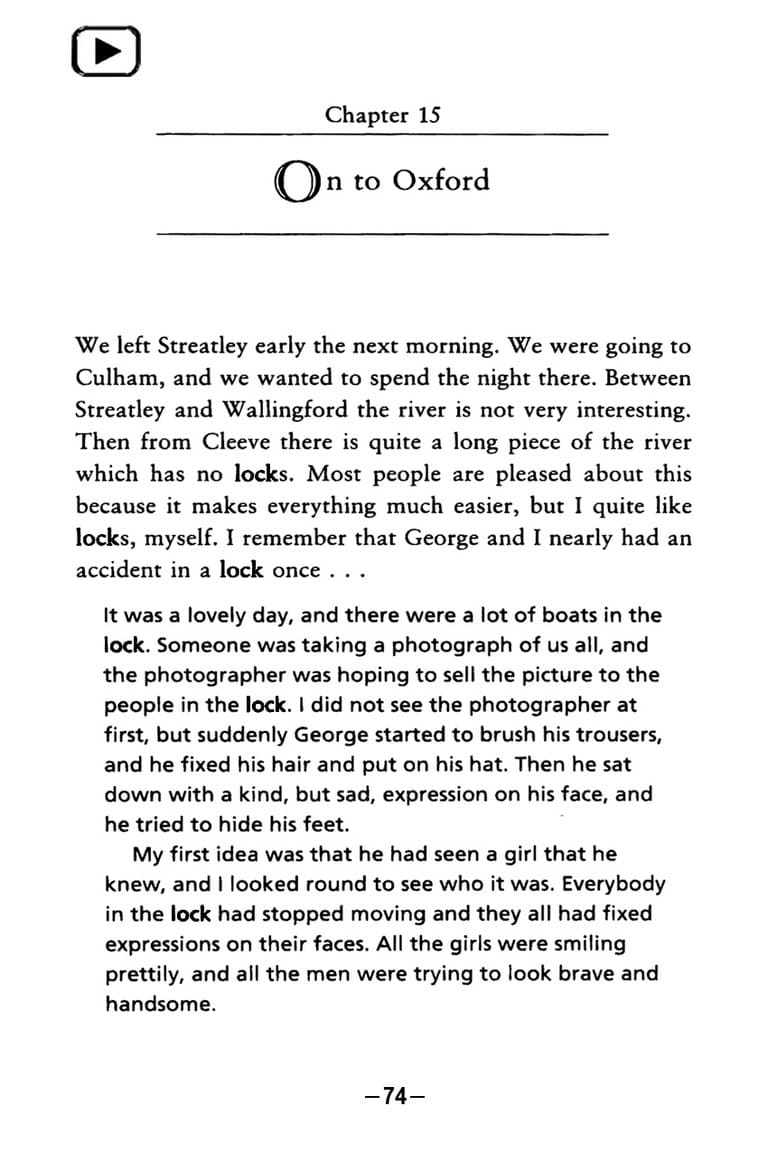 Chapter 15
On to Oxford
We left Streatley early the next morning. We were going to
Culham, and we wanted to spend the night there. Between
Streatley and Wallingford the river is not very interesting.
Then from Cleeve there is quite a long piece of the river
which has no locks. Most people are pleased about this
because it makes everything much easier, but I quite like
locks, myself. I remember that George and I nearly had an
accident in a lock once . . .
It was a lovely day, and there were a lot of boats in the
lock. Someone was taking a photograph of us all, and
the photographer was hoping to sell the picture to the
people in the lock. I did not see the photographer at
first, but suddenly George started to brush his trousers,
and he fixed his hair and put on his hat. Then he sat
down with a kind, but sad, expression on his face, and
he tried to hide his feet.
My first idea was that he had seen a girl that he
knew, and I looked round to see who it was. Everybody
in the lock had stopped moving and they all had fixed
expressions on their faces. All the girls were smiling
prettily, and all the men were trying to look brave and
handsome.
–74–